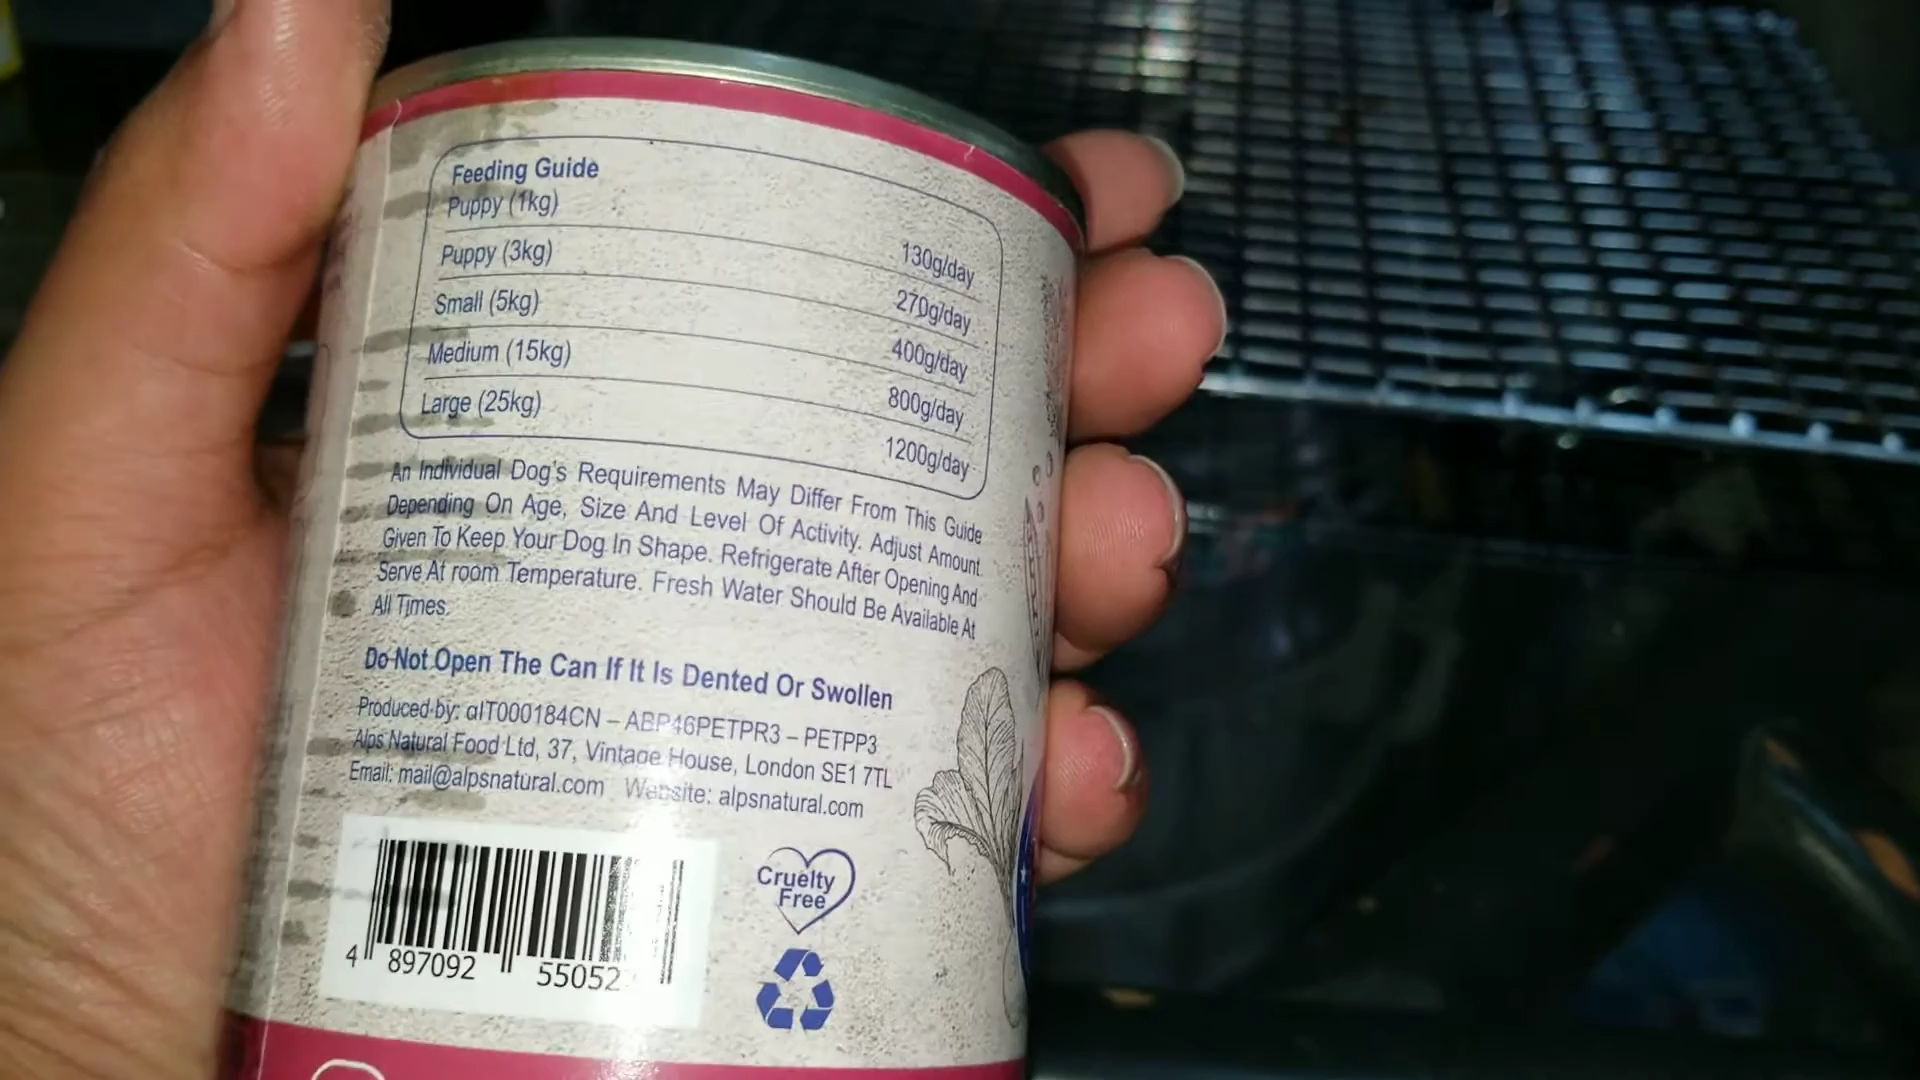 Feeding Guide
Puppy (1kg) 130g/day
Puppy (3kg) 270g/day
Small (5kg) 400g/day
Medium (15kg) 800g/day
Large (25kg) 1200g/day
An Individual Dog's Requirements May Differ From This Guide
Depending On Age, Size And Level Of Activity. Adjust Amount
Given To Keep Your Dog In Shape. Refrigerate After Opening And
Serve At room Temperature. Fresh Water Should Be Available At
All Times.
Do Not Open The Can If It Is Dented Or Swollen
Produced by: αIT000184CN – ABP46PETPR3 – PETPP3
Alps Natural Food Ltd, 37, Vintage House, London SE1 7TL
Email: mail@alpsnatural.com Website: alpsnatural.com
Cruelty
Free
4 897092 55052